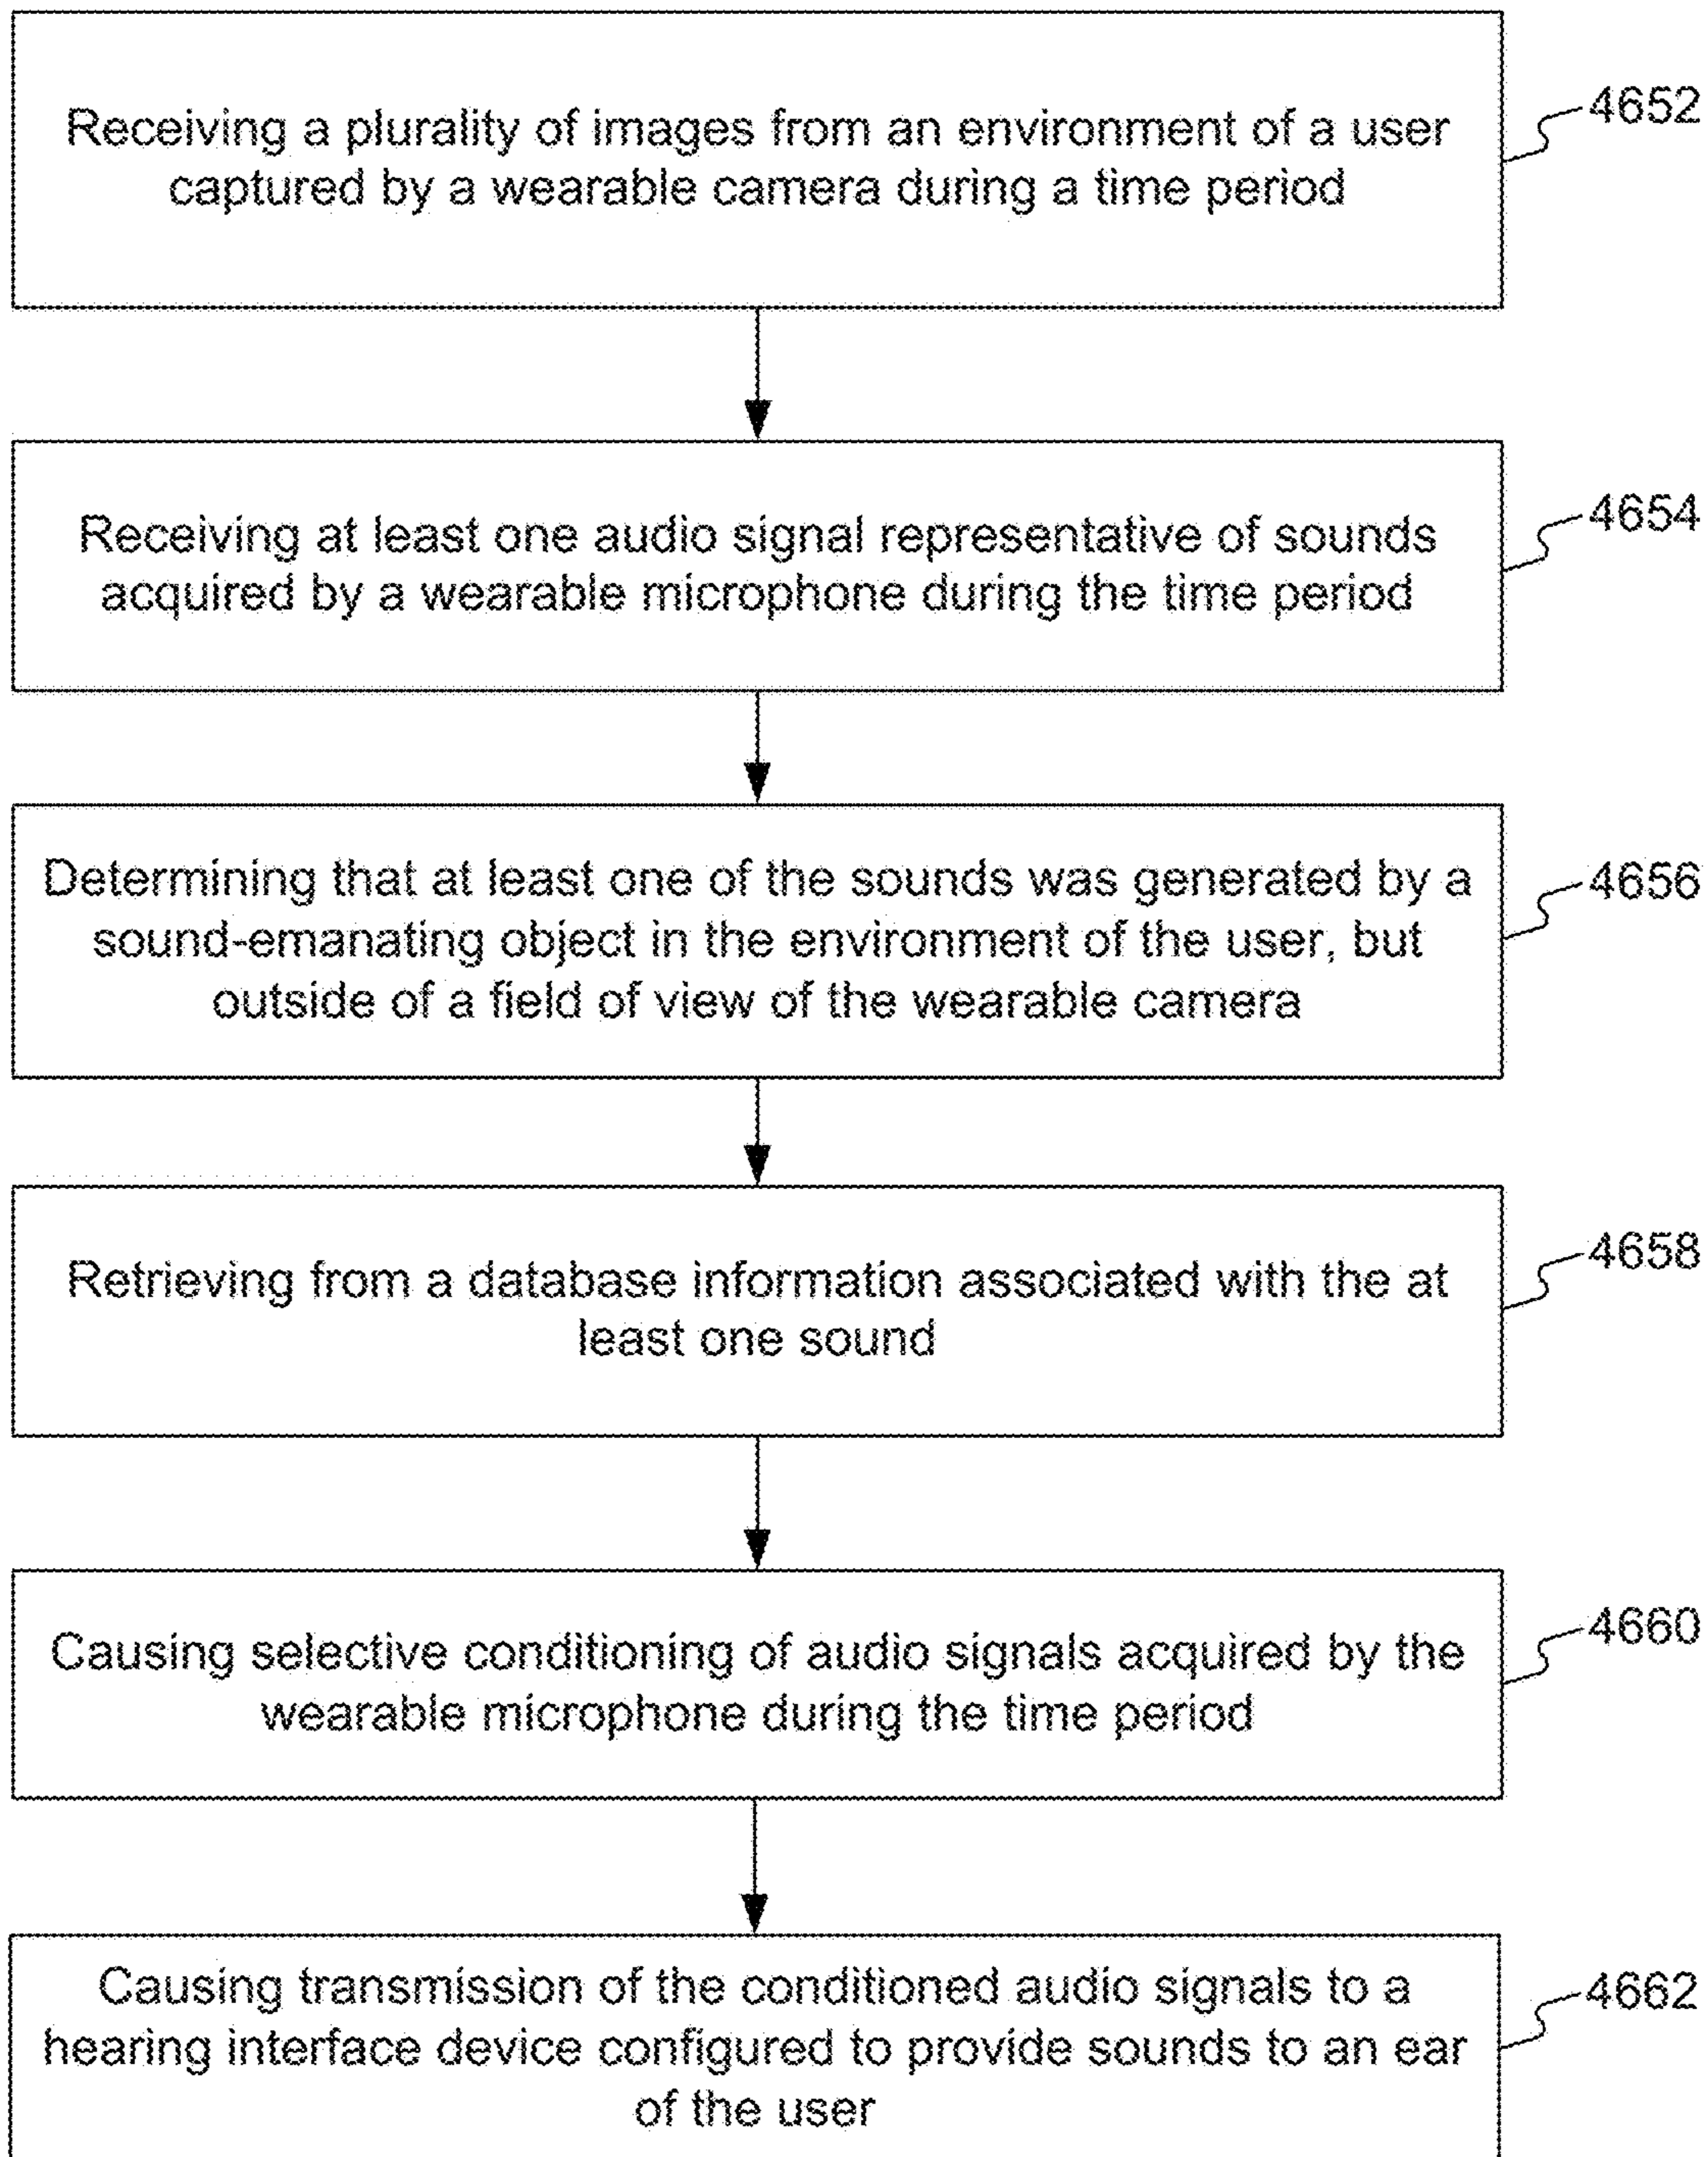 Receiving a plurality of images from an environment of a user
captured by a wearable camera during a time period
4652
Receiving at least one audio signal representative of sounds
acquired by a wearable microphone during the time period
4654
Determining that at least one of the sounds was generated by a
sound-emanating object in the environment of the user, but
outside of a field of view of the wearable camera
4656
Retrieving from a database information associated with the at
least one sound
4658
Causing selective conditioning of audio signals acquired by the
wearable microphone during the time period
4660
Causing transmission of the conditioned audio signals to a
hearing interface device configured to provide sounds to an ear
of the user
4662